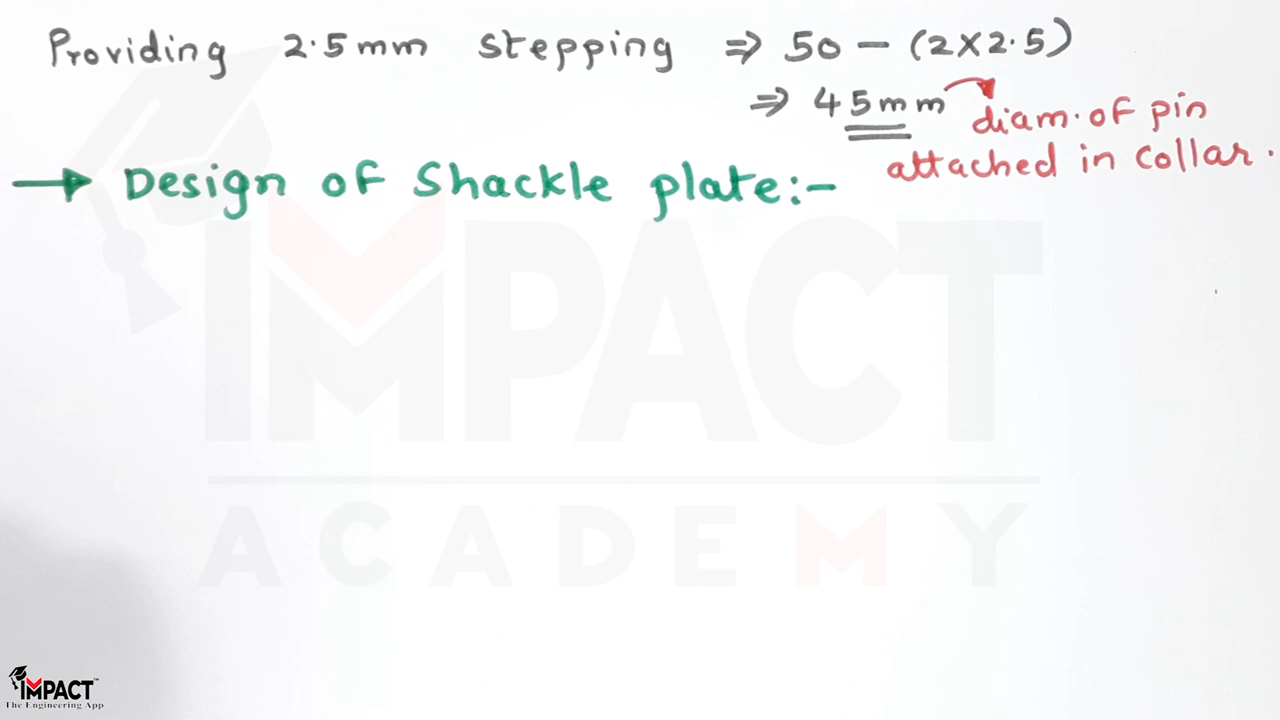 Providing 2.5mm stepping ⇒ 50 - (2×2.5)
⇒ 45mm
diam. of pin
attached in collar.
→ Design of Shackle plate:-
IMPACT
ACADEMY
IMPACT™
The Engineering App